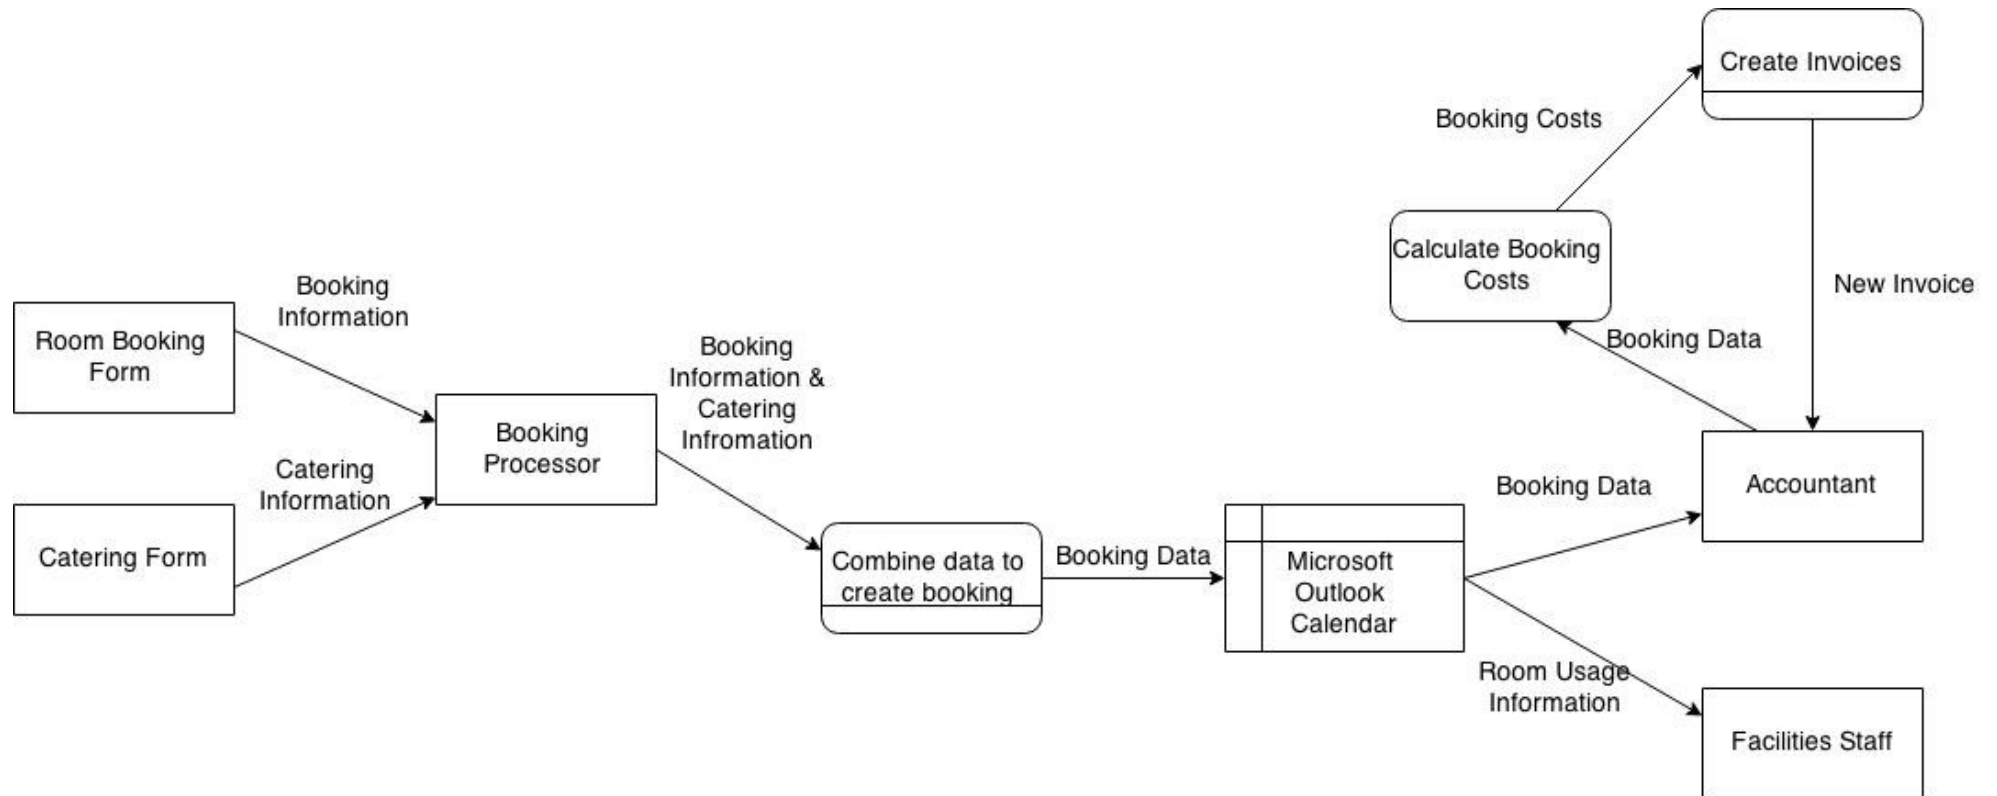 Create Invoices
Booking Costs
Calculate Booking
Costs
New Invoice
Booking
Information
Room Booking
Form
Booking Data
Booking
Information &
Catering
Infromation
Booking
Processor
Catering
Information
Catering Form
Combine data to
create booking
Booking Data
Microsoft
Outlook
Calendar
Booking Data
Accountant
Room Usage
Information
Facilities Staff